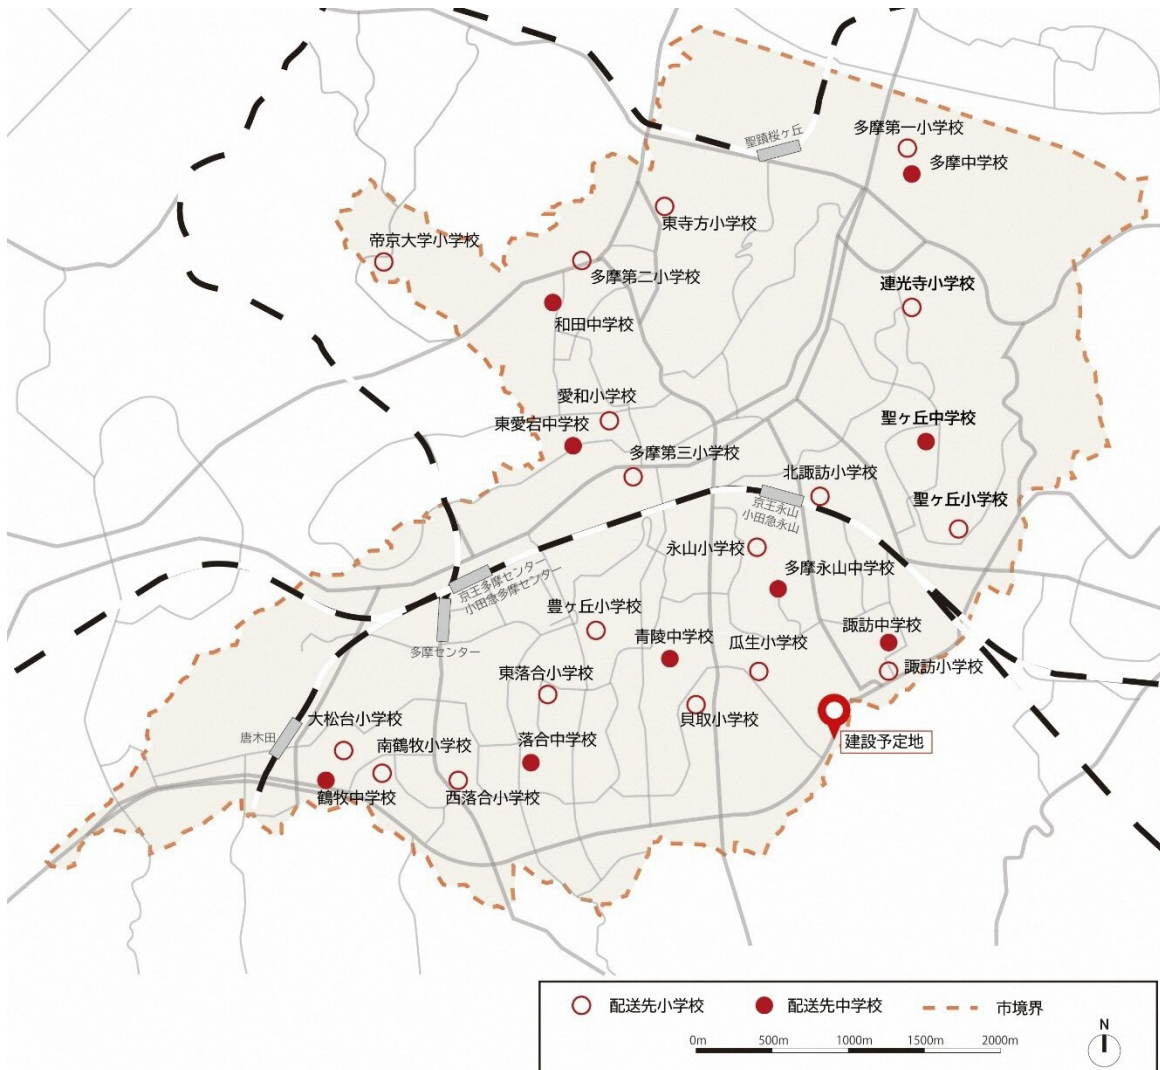 聖蹟桜ヶ丘
多摩第一小学校
多摩中学校
東寺方小学校
帝京大学小学校
多摩第二小学校
連光寺小学校
和田中学校
愛和小学校
東愛宕中学校
聖ヶ丘中学校
多摩第三小学校
北諏訪小学校
聖ヶ丘小学校
京王永山
小田急永山
永山小学校
多摩永山中学校
京王多摩センター
小田急多摩センター
豊ヶ丘小学校
青陵中学校
諏訪中学校
多摩センター
瓜生小学校
諏訪小学校
東落合小学校
大松台小学校
貝取小学校
唐木田
南鶴牧小学校
落合中学校
建設予定地
鶴牧中学校
西落合小学校
配送先小学校
配送先中学校
市境界
N
0m
500m
1000m
1500m
2000m